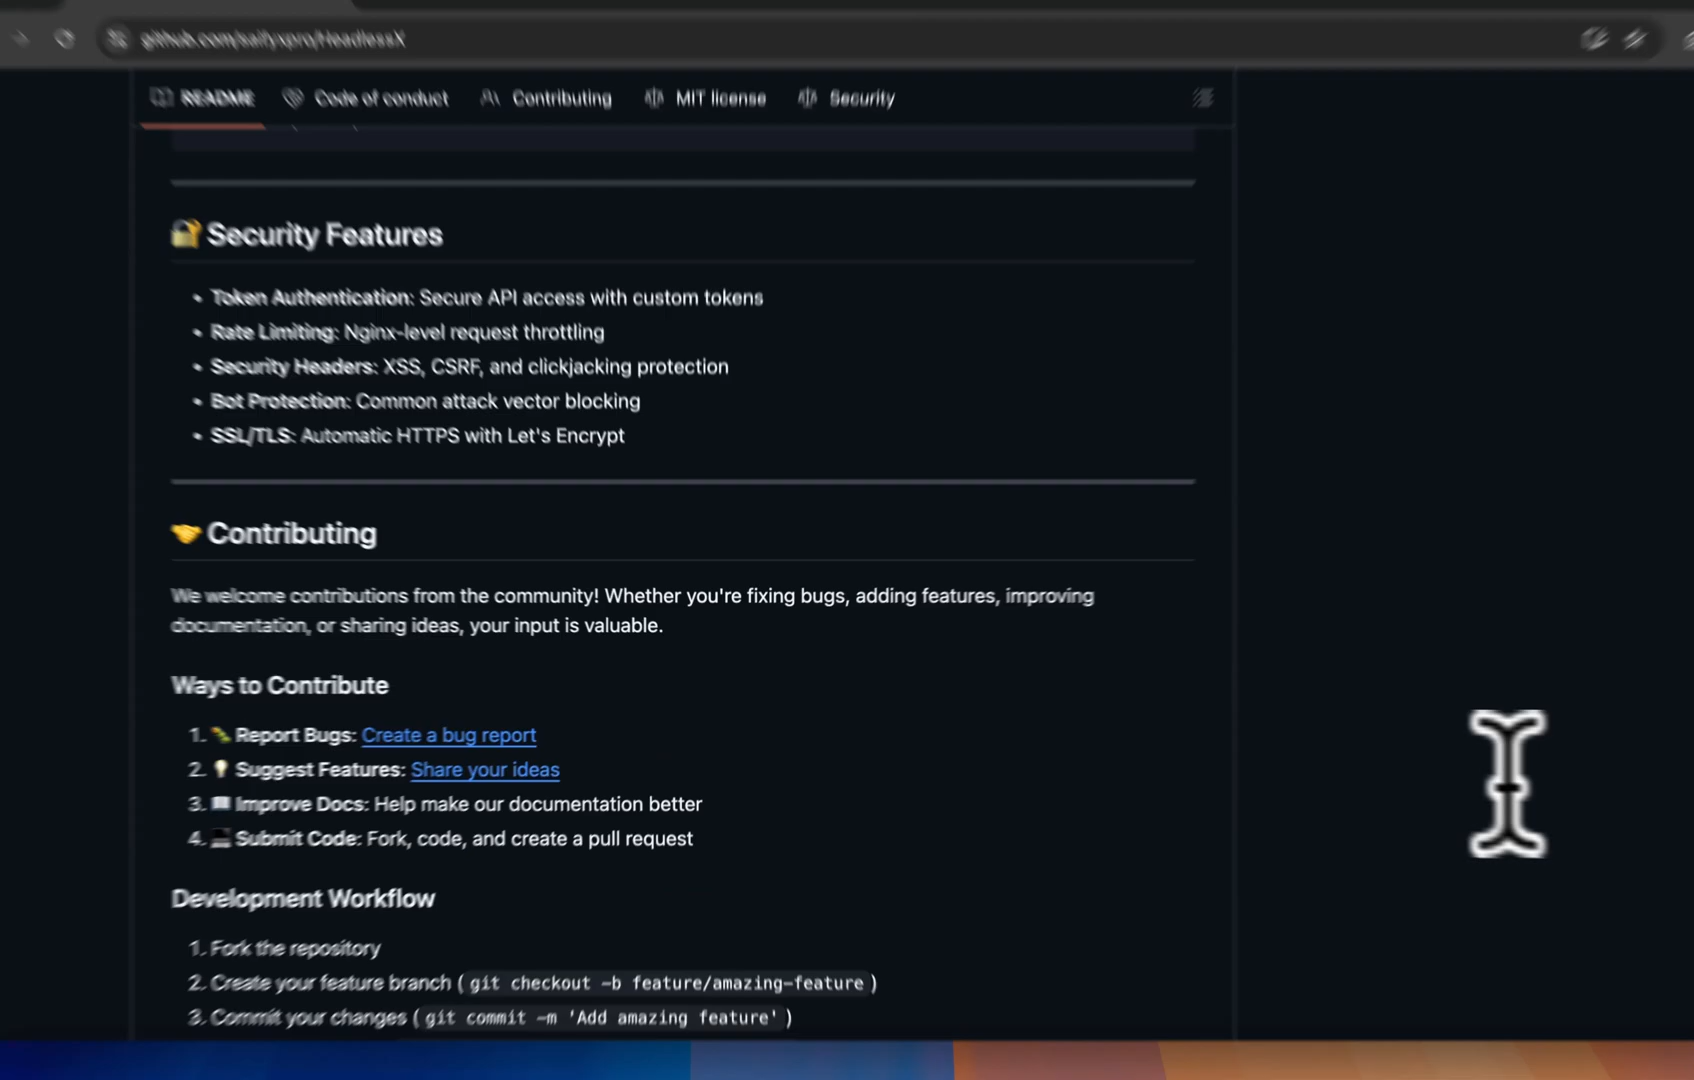 github.com/saifyxpro/HeadlessX
README Code of conduct Contributing MIT license Security
Security Features
• Token Authentication: Secure API access with custom tokens
• Rate Limiting: Nginx-level request throttling
• Security Headers: XSS, CSRF, and clickjacking protection
• Bot Protection: Common attack vector blocking
• SSL/TLS: Automatic HTTPS with Let's Encrypt
Contributing
We welcome contributions from the community! Whether you're fixing bugs, adding features, improving
documentation, or sharing ideas, your input is valuable.
Ways to Contribute
1. Report Bugs: Create a bug report
2. Suggest Features: Share your ideas
3. Improve Docs: Help make our documentation better
4. Submit Code: Fork, code, and create a pull request
Development Workflow
1. Fork the repository
2. Create your feature branch (git checkout -b feature/amazing-feature)
3. Commit your changes (git commit -m 'Add amazing feature')